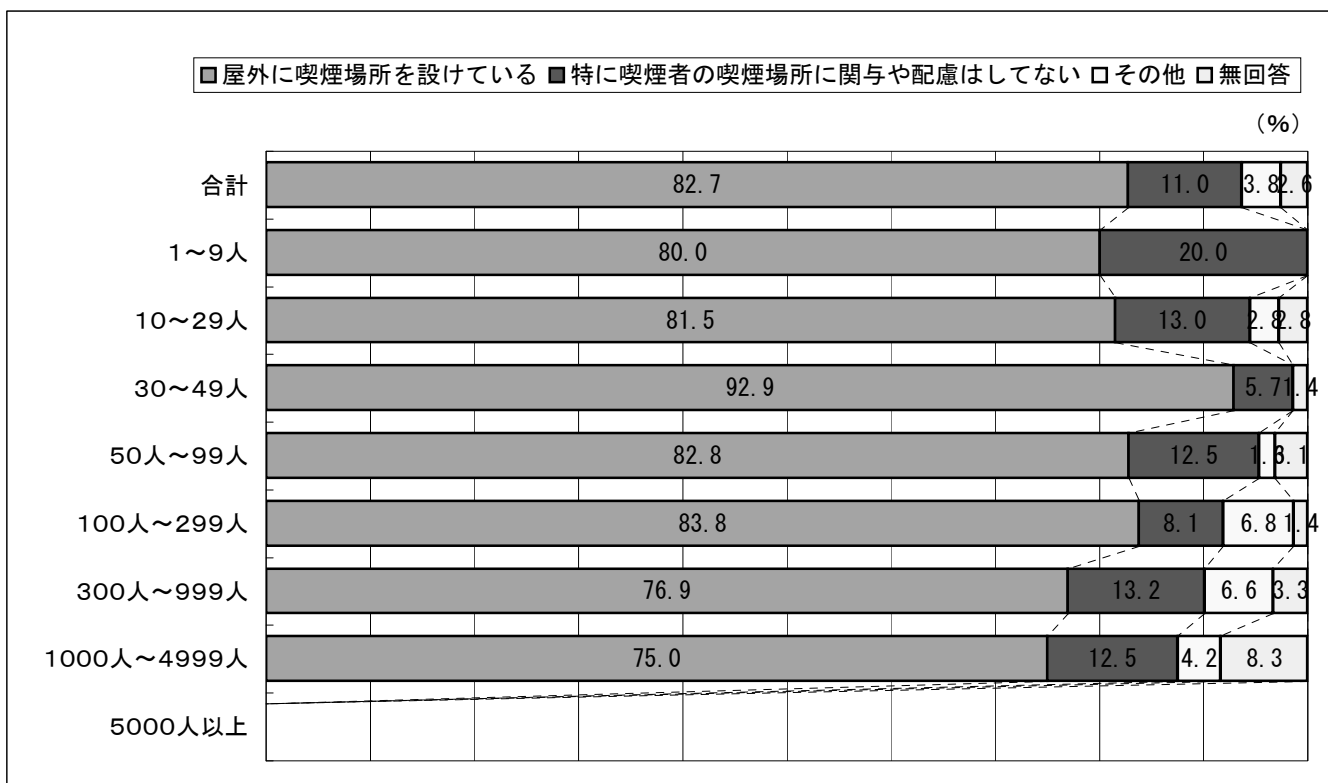 ■屋外に喫煙場所を設けている ■特に喫煙者の喫煙場所に関与や配慮はしてない □その他 □無回答
（％）
合計 82.7 11.0 3.8 2.6
1～9人 80.0 20.0
10～29人 81.5 13.0 2.8 2.8
30～49人 92.9 5.7 1.4
50人～99人 82.8 12.5 1.6 3.1
100人～299人 83.8 8.1 6.8 1.4
300人～999人 76.9 13.2 6.6 3.3
1000人～4999人 75.0 12.5 4.2 8.3
5000人以上